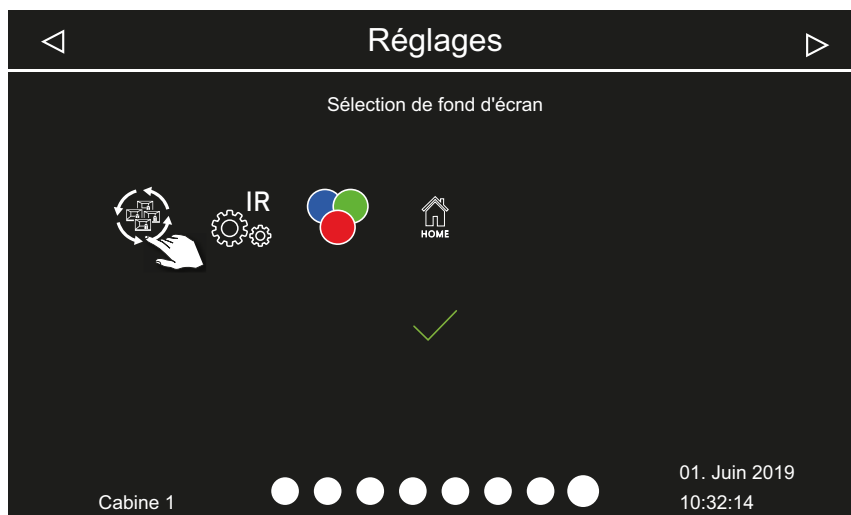 Réglages
Sélection de fond d'écran
IR
HOME
01. Juin 2019
Cabine 1
10:32:14